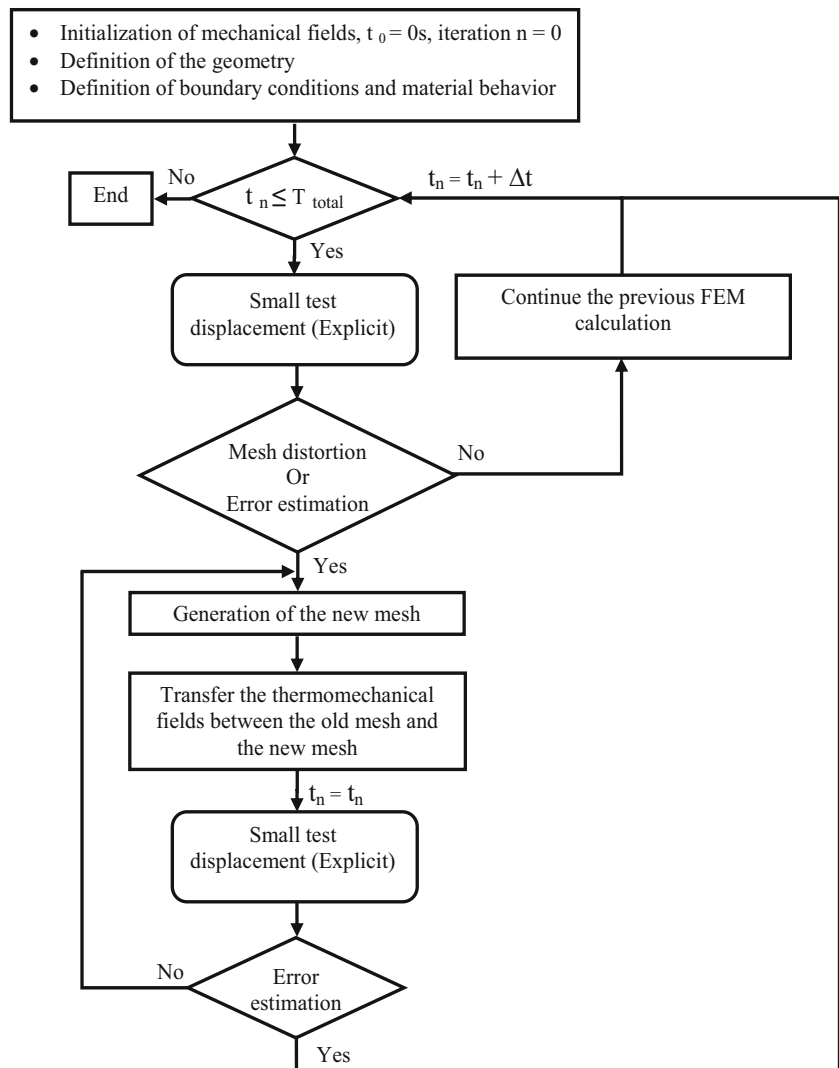 • Initialization of mechanical fields, t 0 = 0s, iteration n = 0
• Definition of the geometry
• Definition of boundary conditions and material behavior
No
tn = tn + Δt
End
t n ≤ T total
Yes
Small test
displacement (Explicit)
Continue the previous FEM
calculation
Mesh distortion
Or
Error estimation
No
Yes
Generation of the new mesh
Transfer the thermomechanical
fields between the old mesh and
the new mesh
tn = tn
Small test
displacement (Explicit)
No
Error
estimation
Yes